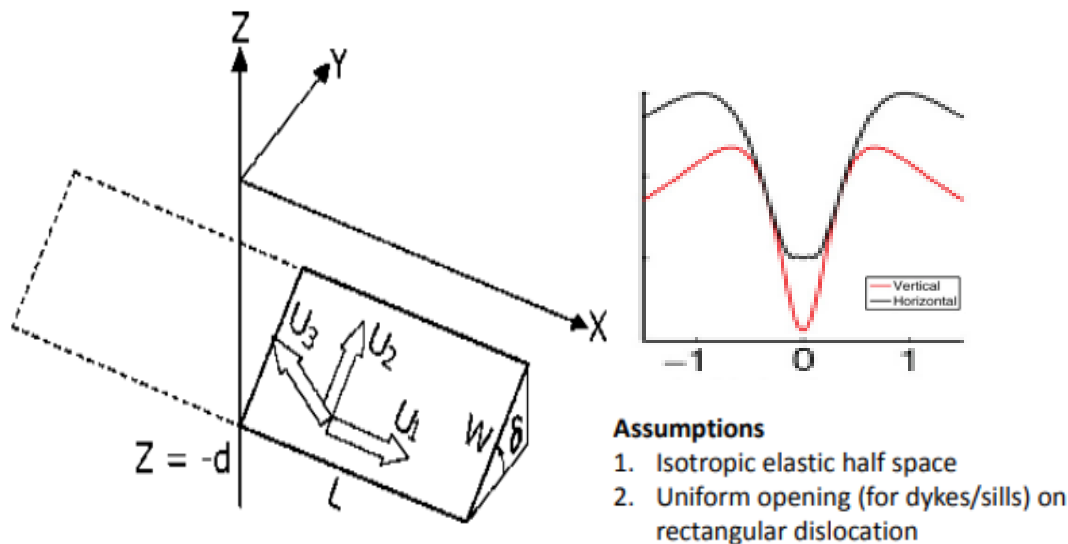 Z
Y
X
U3
U2
U1
W
δ
Z = -d
L
−1
0
1
Vertical
Horizontal
Assumptions
1. Isotropic elastic half space
2. Uniform opening (for dykes/sills) on
rectangular dislocation